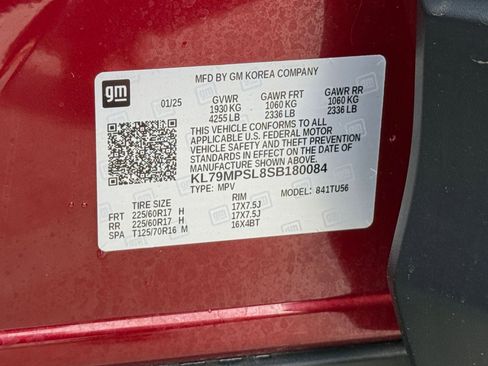 gm
MFD BY GM KOREA COMPANY
01/25 GVWR GAWR FRT GAWR RR
1930 KG 1060 KG 1060 KG
4255 LB 2336 LB 2336 LB
THIS VEHICLE CONFORMS TO ALL
APPLICABLE U.S. FEDERAL MOTOR
VEHICLE SAFETY AND THEFT PREVENTION
STANDARDS IN EFFECT ON THE DATE OF
MANUFACTURE SHOWN ABOVE.
KL79MPSL8SB180084
TYPE: MPV MODEL: 841TU56
TIRE SIZE RIM
FRT 225/60R17 H 17X7.5J
RR 225/60R17 H 17X7.5J
SPA T125/70R16 M 16X4BT